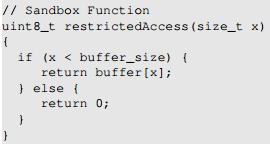 // Sandbox Function
uint8_t restrictedAccess(size_t x)
{
  if (x < buffer_size) {
    return buffer[x];
  } else {
    return 0;
  }
}